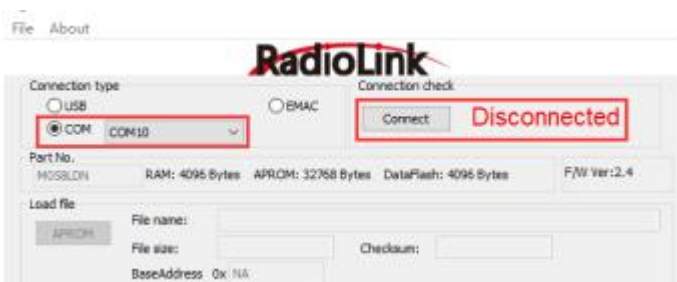 File About
RadioLink
Connection type
Connection check
USB
EMAC
COM COM10
Connect Disconnected
Part No.
RAM: 4096 Bytes APROM: 32768 Bytes DataFlash: 4096 Bytes F/W Ver:2.4
Load file
APROM
File name:
File size: Checksum:
BaseAddress 0x NA